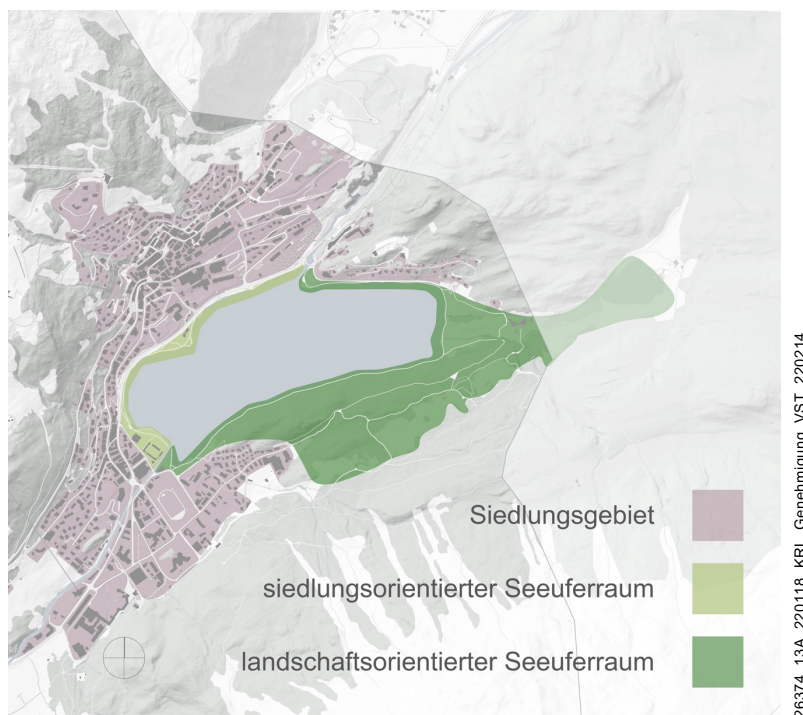 Siedlungsgebiet
siedlungsorientierter Seeuferraum
landschaftsorientierter Seeuferraum
26374_13A_220118_KRL_Genehmigung_VST_220214